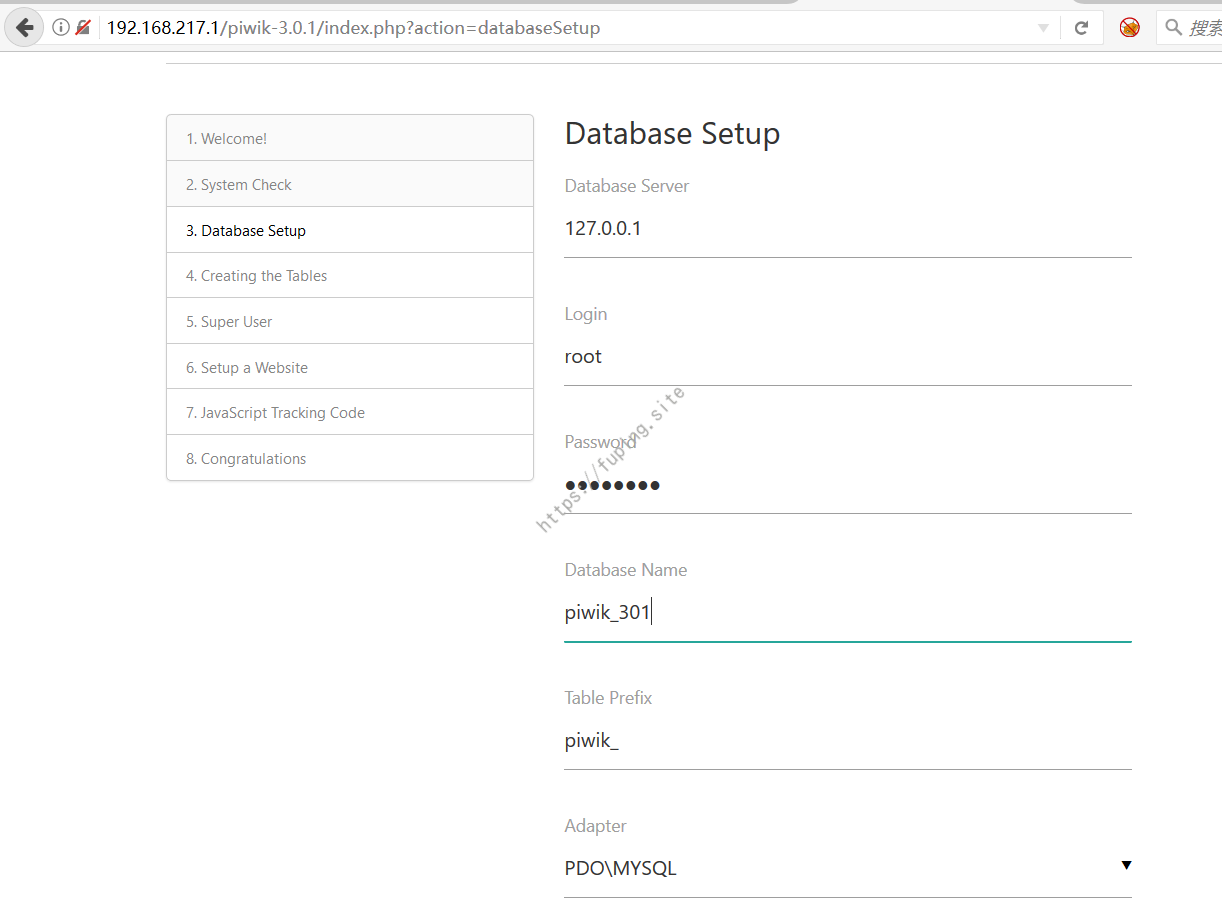 192.168.217.1/piwik-3.0.1/index.php?action=databaseSetup
搜索
1. Welcome!
2. System Check
3. Database Setup
4. Creating the Tables
5. Super User
6. Setup a Website
7. JavaScript Tracking Code
8. Congratulations
Database Setup
Database Server
127.0.0.1
Login
root
Password
••••••••
Database Name
piwik_301
Table Prefix
piwik_
Adapter
PDO\MYSQL
https://fuping.site